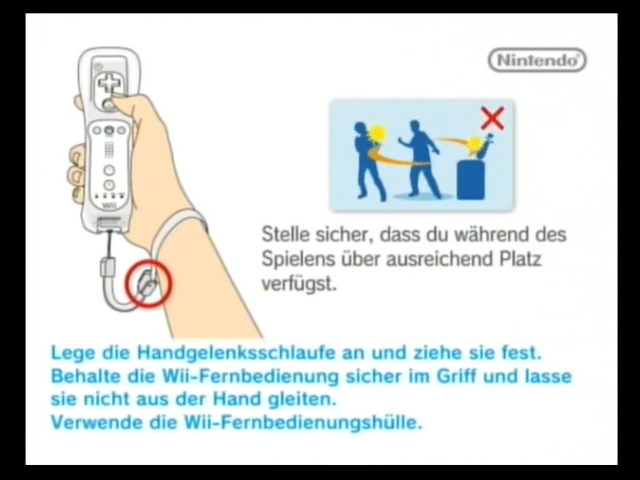 Nintendo
Stelle sicher, dass du während des
Spielens über ausreichend Platz
verfügst.
Wii
Lege die Handgelenksschlaufe an und ziehe sie fest.
Behalte die Wii-Fernbedienung sicher im Griff und lasse
sie nicht aus der Hand gleiten.
Verwende die Wii-Fernbedienungshülle.